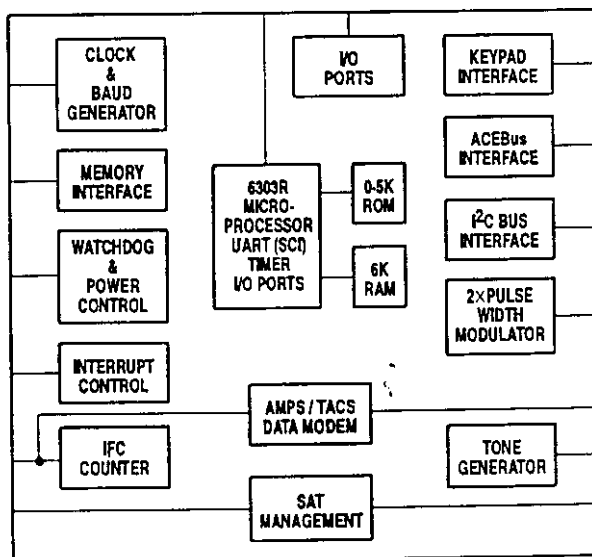 CLOCK
&
BAUD
GENERATOR
I/O
PORTS
KEYPAD
INTERFACE
MEMORY
INTERFACE
6303R
MICRO-
PROCESSOR
UART (SCI)
TIMER
I/O PORTS
0-5K
ROM
ACEBus
INTERFACE
WATCHDOG
&
POWER
CONTROL
6K
RAM
I²C BUS
INTERFACE
2×PULSE
WIDTH
MODULATOR
INTERRUPT
CONTROL
AMPS / TACS
DATA MODEM
IFC
COUNTER
TONE
GENERATOR
SAT
MANAGEMENT